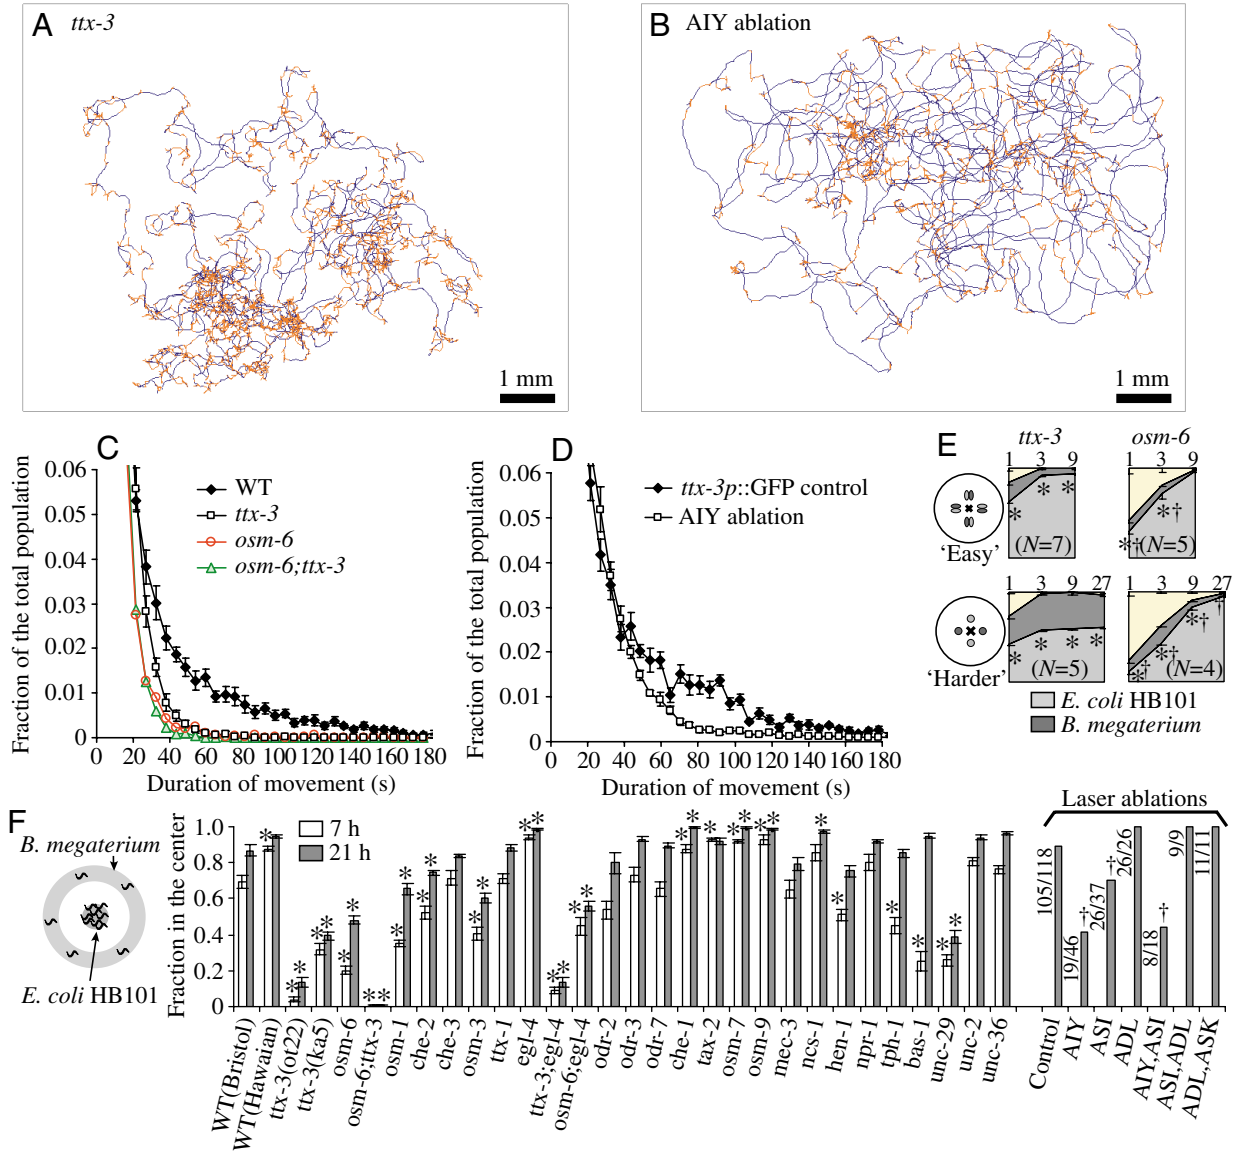 A ttx-3
1 mm
B AIY ablation
1 mm
C
Fraction of the total population
0.06
0.05
0.04
0.03
0.02
0.01
0
0 20 40 60 80 100 120 140 160 180
Duration of movement (s)
WT
ttx-3
osm-6
osm-6;ttx-3
D
Fraction of the total population
0.06
0.05
0.04
0.03
0.02
0.01
0
0 20 40 60 80 100 120 140 160 180
Duration of movement (s)
ttx-3p::GFP control
AIY ablation
E
ttx-3 osm-6
1 3 9 1 3 9
* * * *† *†
'Easy' (N=7) (N=5)
1 3 9 27 1 3 9 27
* * * * *† *† *† †
'Harder' (N=5) (N=4)
E. coli HB101
B. megaterium
F
B. megaterium
E. coli HB101
Fraction in the center
1.0
0.8
0.6
0.4
0.2
0
7 h
21 h
WT(Bristol)
WT(Hawaian)
ttx-3(ot22)
ttx-3(ka5)
osm-6
osm-6;ttx-3
osm-1
che-2
che-3
osm-3
ttx-1
egl-4
ttx-3;egl-4
osm-6;egl-4
odr-2
odr-3
odr-7
che-1
tax-2
osm-7
osm-9
mec-3
ncs-1
hen-1
npr-1
tph-1
bas-1
unc-29
unc-2
unc-36
Laser ablations
105/118
19/46
†
26/37
†
26/26
8/18
†
9/9
11/11
Control
AIY
ASI
ADL
AIY,ASI
ASI,ADL
ADL,ASK